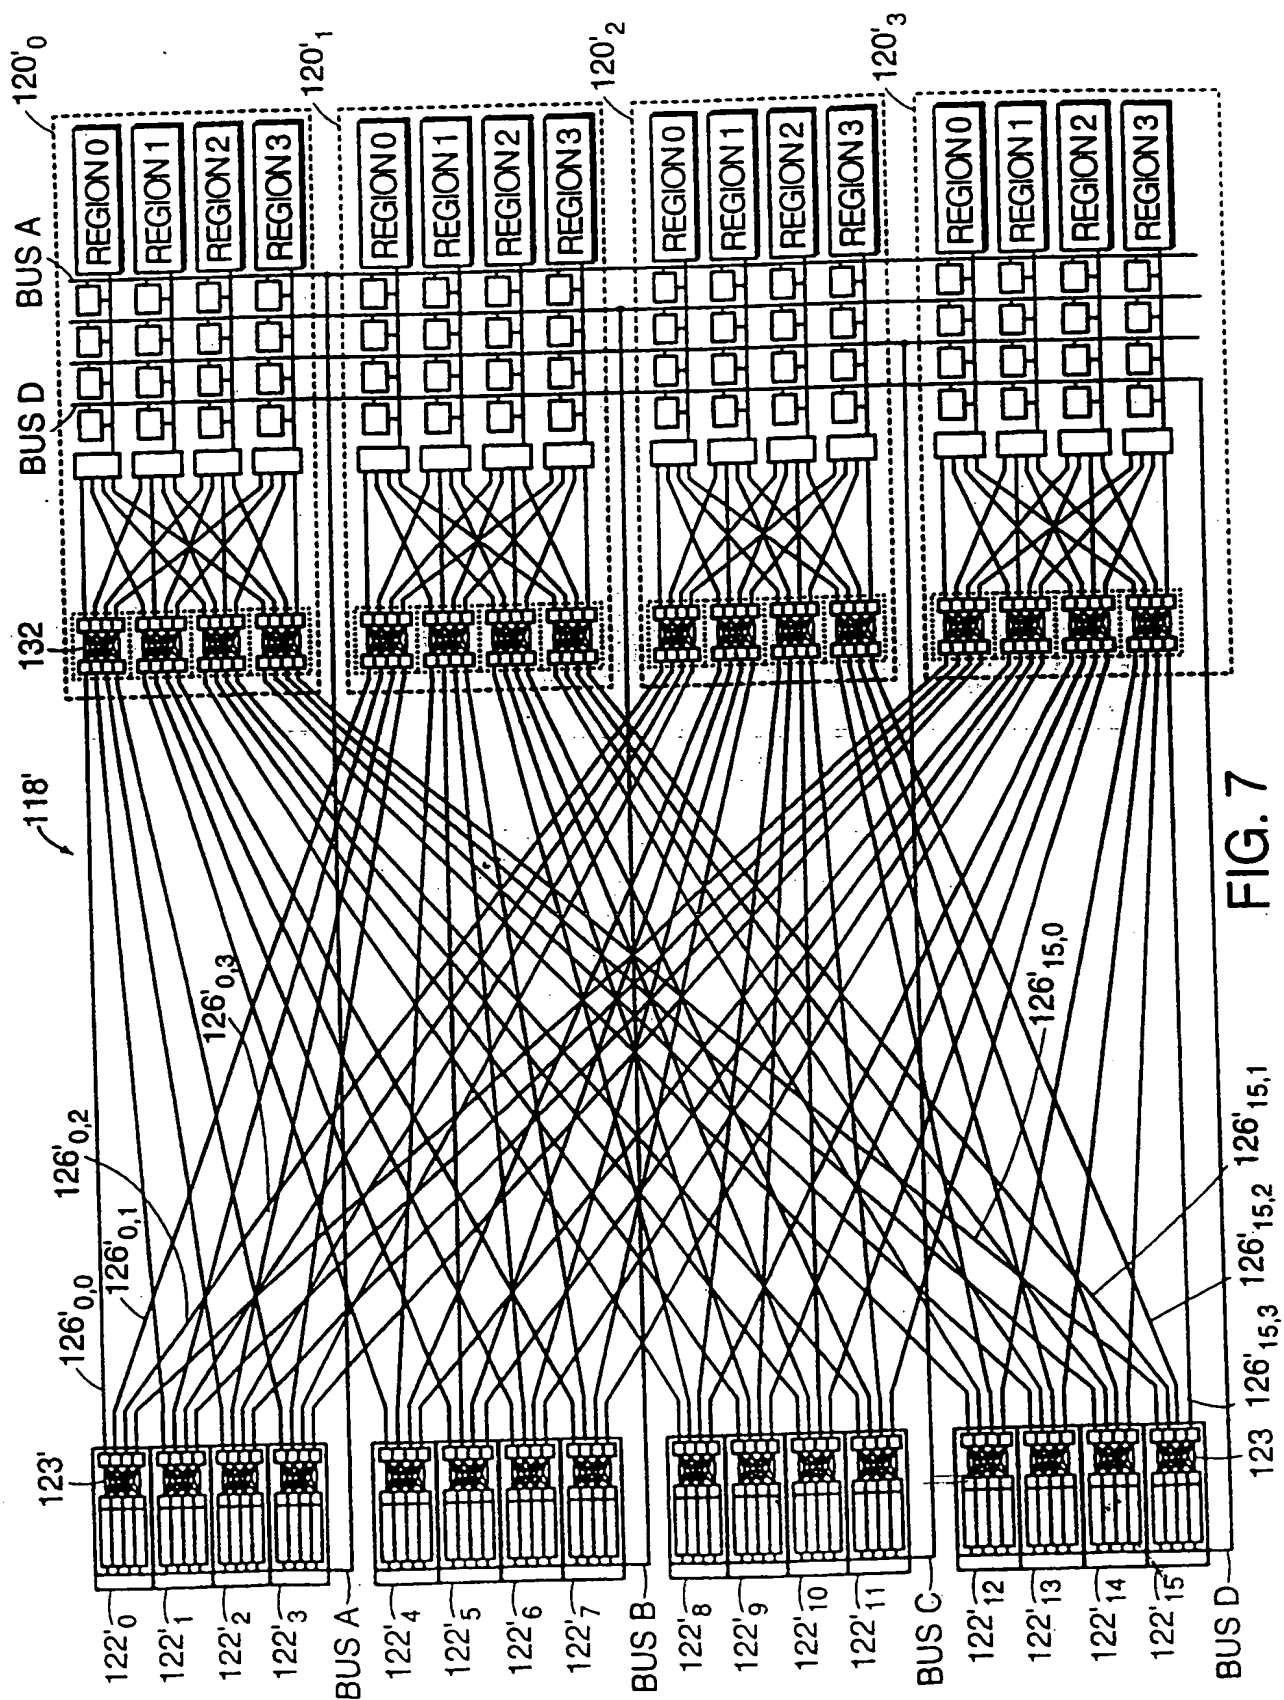 120'0
120'1
120'2
120'3
BUS A
BUS D
REGION 0
REGION 1
REGION 2
REGION 3
REGION 0
REGION 1
REGION 2
REGION 3
REGION 0
REGION 1
REGION 2
REGION 3
REGION 0
REGION 1
REGION 2
REGION 3
132
118'
126'0,0
126'0,1
126'0,2
126'0,3
126'15,0
126'15,1
126'15,2
126'15,3
123'
123
122'0
122'1
122'2
122'3
BUS A
122'4
122'5
122'6
122'7
BUS B
122'8
122'9
122'10
122'11
BUS C
122'12
122'13
122'14
122'15
BUS D
FIG. 7